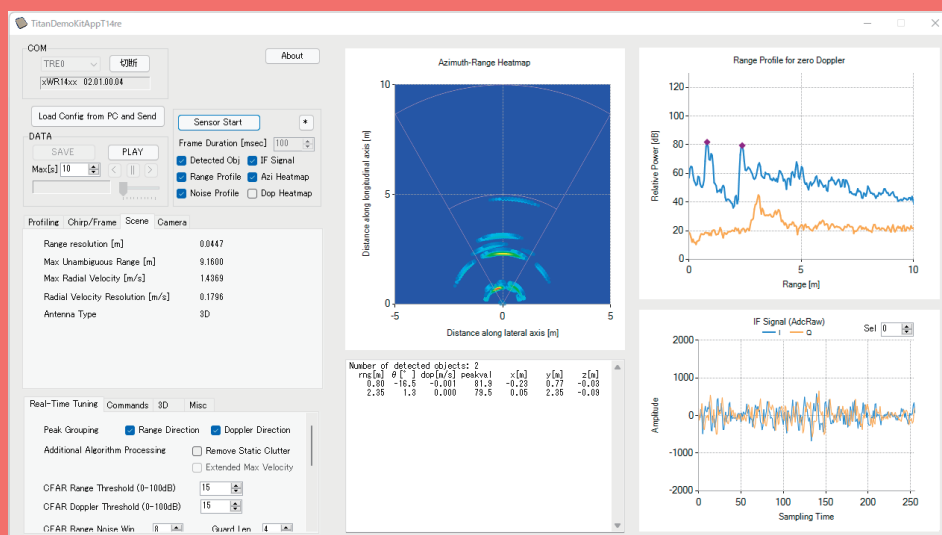 TitanDemoKitAppT14re
COM
TRE0
切断
xWR14xx 02.01.00.04
About
Load Config from PC and Send
DATA
SAVE
PLAY
Max[s] 10
Sensor Start
*
Frame Duration [msec] 100
Detected Obj
IF Signal
Range Profile
Azi Heatmap
Noise Profile
Dop Heatmap
Profiling
Chirp/Frame
Scene
Camera
Range resolution [m] 0.0447
Max Unambiguous Range [m] 9.1600
Max Radial Velocity [m/s] 1.4369
Radial Velocity Resolution [m/s] 0.1796
Antenna Type 3D
Real-Time Tuning
Commands
3D
Misc
Peak Grouping
Range Direction
Doppler Direction
Additional Algorithm Processing
Remove Static Clutter
Extended Max Velocity
CFAR Range Threshold (0-100dB) 15
CFAR Doppler Threshold (0-100dB) 15
CFAR Range Noise Win 8 Guard Len 4
Azimuth-Range Heatmap
Distance along longitudinal axis [m]
10
5
0
-5
0
5
Distance along lateral axis [m]
Number of detected objects: 2
rng[m] θ[°] dop[m/s] peakval x[m] y[m] z[m]
0.80 -16.5 -0.001 81.9 -0.23 0.77 -0.03
2.35 1.3 0.000 79.5 0.05 2.35 -0.09
Range Profile for zero Doppler
Relative Power [dB]
120
100
80
60
40
20
0
0
5
10
Range [m]
IF Signal (AdcRaw)
I
Q
Sel 0
Amplitude
2000
1000
0
-1000
-2000
0
50
100
150
200
250
Sampling Time